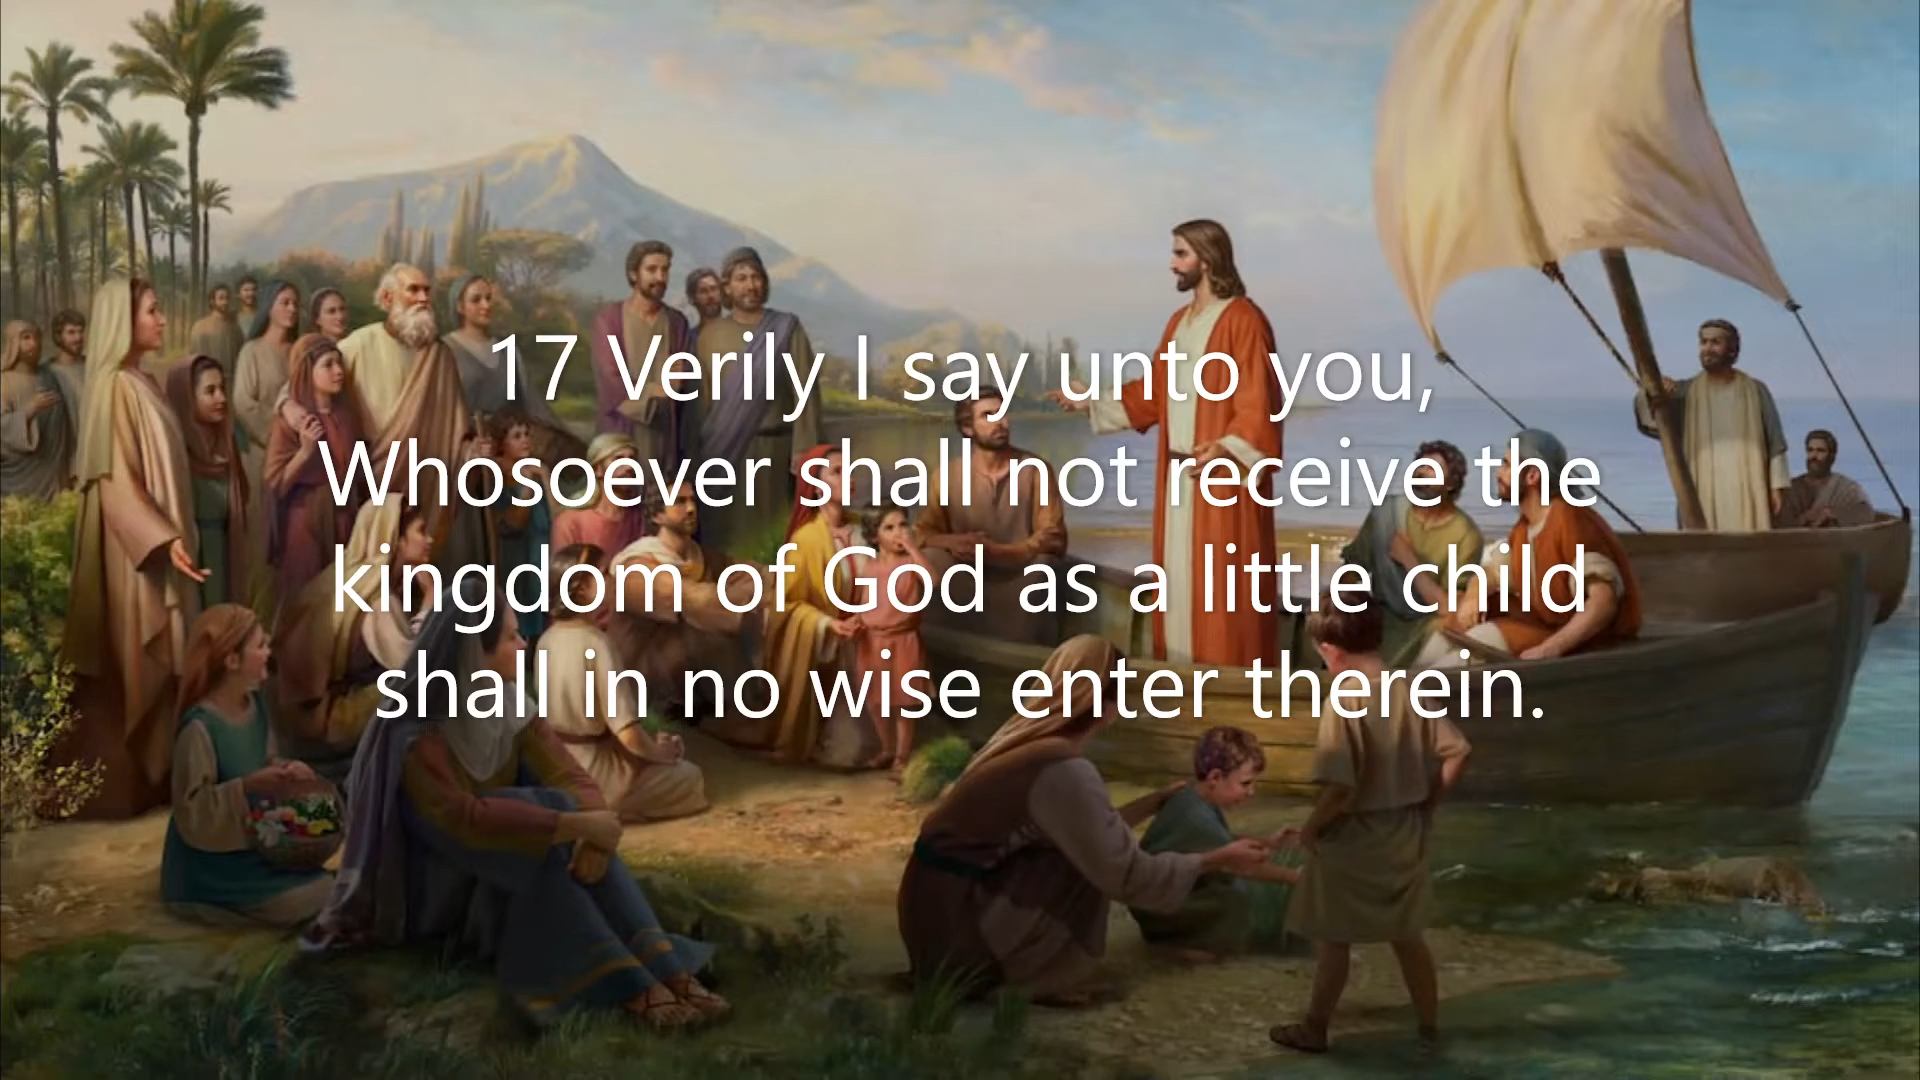 17 Verily I say unto you,
Whosoever shall not receive the
kingdom of God as a little child
shall in no wise enter therein.